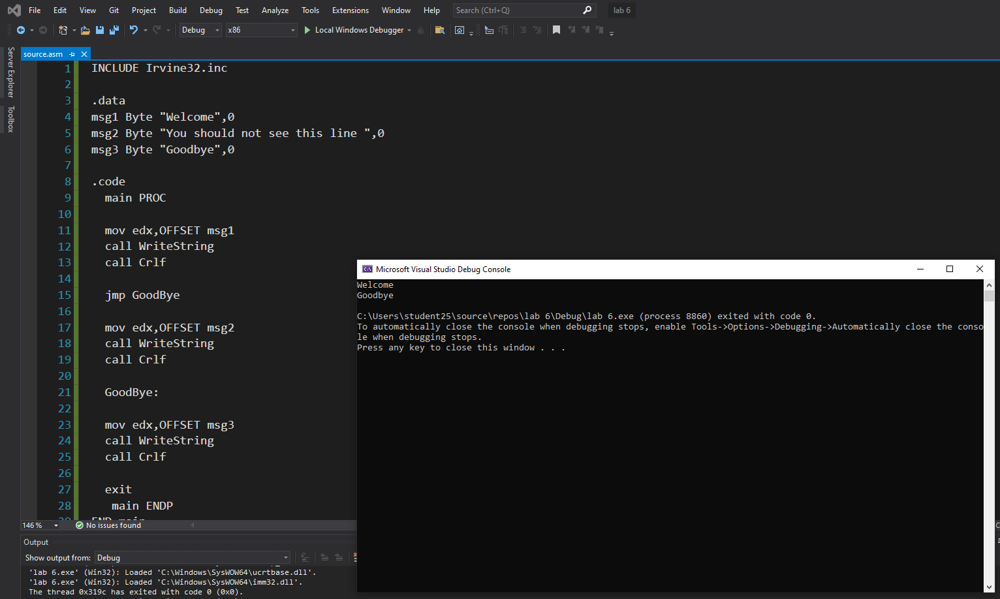 File Edit View Git Project Build Debug Test Analyze Tools Extensions Window Help Search (Ctrl+Q) lab 6
Debug x86 Local Windows Debugger
Server Explorer
Toolbox
source.asm
1 INCLUDE Irvine32.inc
2
3 .data
4 msg1 Byte "Welcome",0
5 msg2 Byte "You should not see this line ",0
6 msg3 Byte "Goodbye",0
7
8 .code
9 main PROC
10
11 mov edx,OFFSET msg1
12 call WriteString
13 call Crlf
14
15 jmp GoodBye
16
17 mov edx,OFFSET msg2
18 call WriteString
19 call Crlf
20
21 GoodBye:
22
23 mov edx,OFFSET msg3
24 call WriteString
25 call Crlf
26
27 exit
28 main ENDP
29 END main
146 % No issues found
Output
Show output from: Debug
'lab 6.exe' (Win32): Loaded 'C:\Windows\SysWOW64\ucrtbase.dll'.
'lab 6.exe' (Win32): Loaded 'C:\Windows\SysWOW64\imm32.dll'.
The thread 0x319c has exited with code 0 (0x0).
Microsoft Visual Studio Debug Console
Welcome
Goodbye
C:\Users\student25\source\repos\lab 6\Debug\lab 6.exe (process 8860) exited with code 0.
To automatically close the console when debugging stops, enable Tools->Options->Debugging->Automatically close the conso
le when debugging stops.
Press any key to close this window . . .